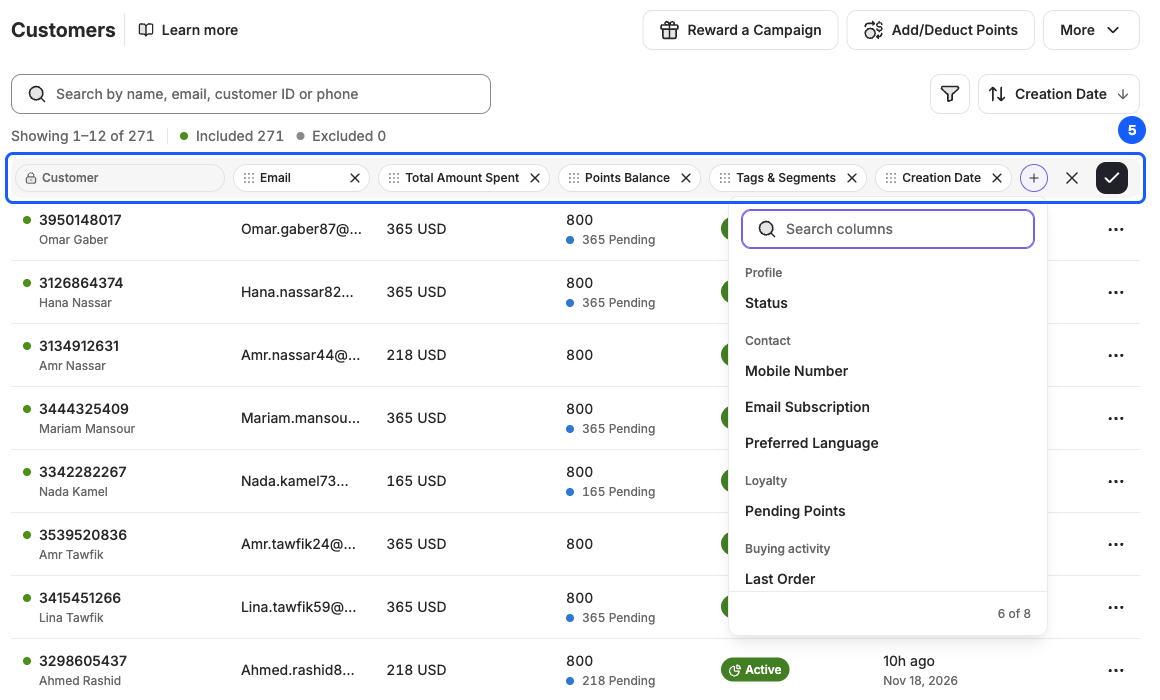 Customers
Learn more
Reward a Campaign
Add/Deduct Points
More
Search by name, email, customer ID or phone
Creation Date
Showing 1–12 of 271
Included 271
Excluded 0
5
Customer
Email
Total Amount Spent
Points Balance
Tags & Segments
Creation Date
3950148017
Omar Gaber
Omar.gaber87@...
365 USD
800
365 Pending
3126864374
Hana Nassar
Hana.nassar82...
365 USD
800
365 Pending
3134912631
Amr Nassar
Amr.nassar44@...
218 USD
800
3444325409
Mariam Mansour
Mariam.mansou...
365 USD
800
365 Pending
3342282267
Nada Kamel
Nada.kamel73...
165 USD
800
165 Pending
3539520836
Amr Tawfik
Amr.tawfik24@...
365 USD
800
3415451266
Lina Tawfik
Lina.tawfik59@...
365 USD
800
365 Pending
3298605437
Ahmed Rashid
Ahmed.rashid8...
218 USD
800
218 Pending
Active
10h ago
Nov 18, 2026
Search columns
Profile
Status
Contact
Mobile Number
Email Subscription
Preferred Language
Loyalty
Pending Points
Buying activity
Last Order
6 of 8